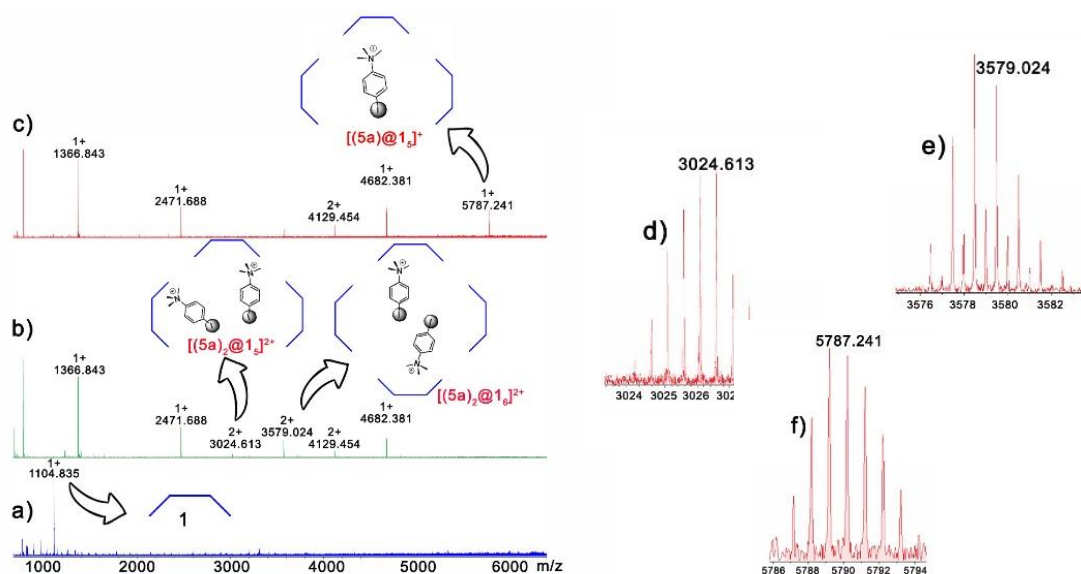 c)
1+
1366.843
1+
2471.688
2+
4129.454
1+
4682.381
1+
5787.241
N
[(5a)@1₅]⁺
b)
1+
1366.843
1+
2471.688
2+
3024.613
2+
3579.024
2+
4129.454
1+
4682.381
N
N
[(5a)₂@1₅]²⁺
N
N
[(5a)₂@1₆]²⁺
a)
1+
1104.835
1
1000 2000 3000 4000 5000 6000 m/z
d)
3024.613
3024 3025 3026 302
e)
3579.024
3576 3578 3580 3582
f)
5787.241
5786 5788 5790 5792 5794